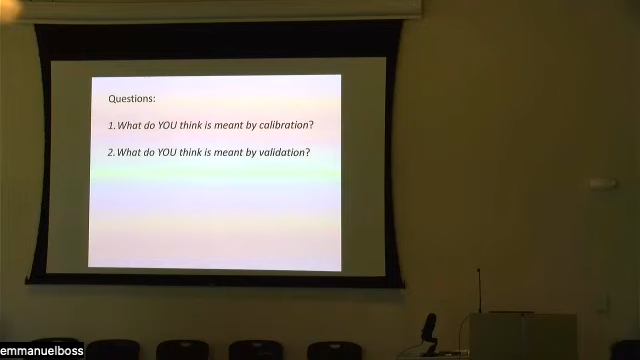 Questions:
1. What do YOU think is meant by calibration?
2. What do YOU think is meant by validation?
emmanuelboss